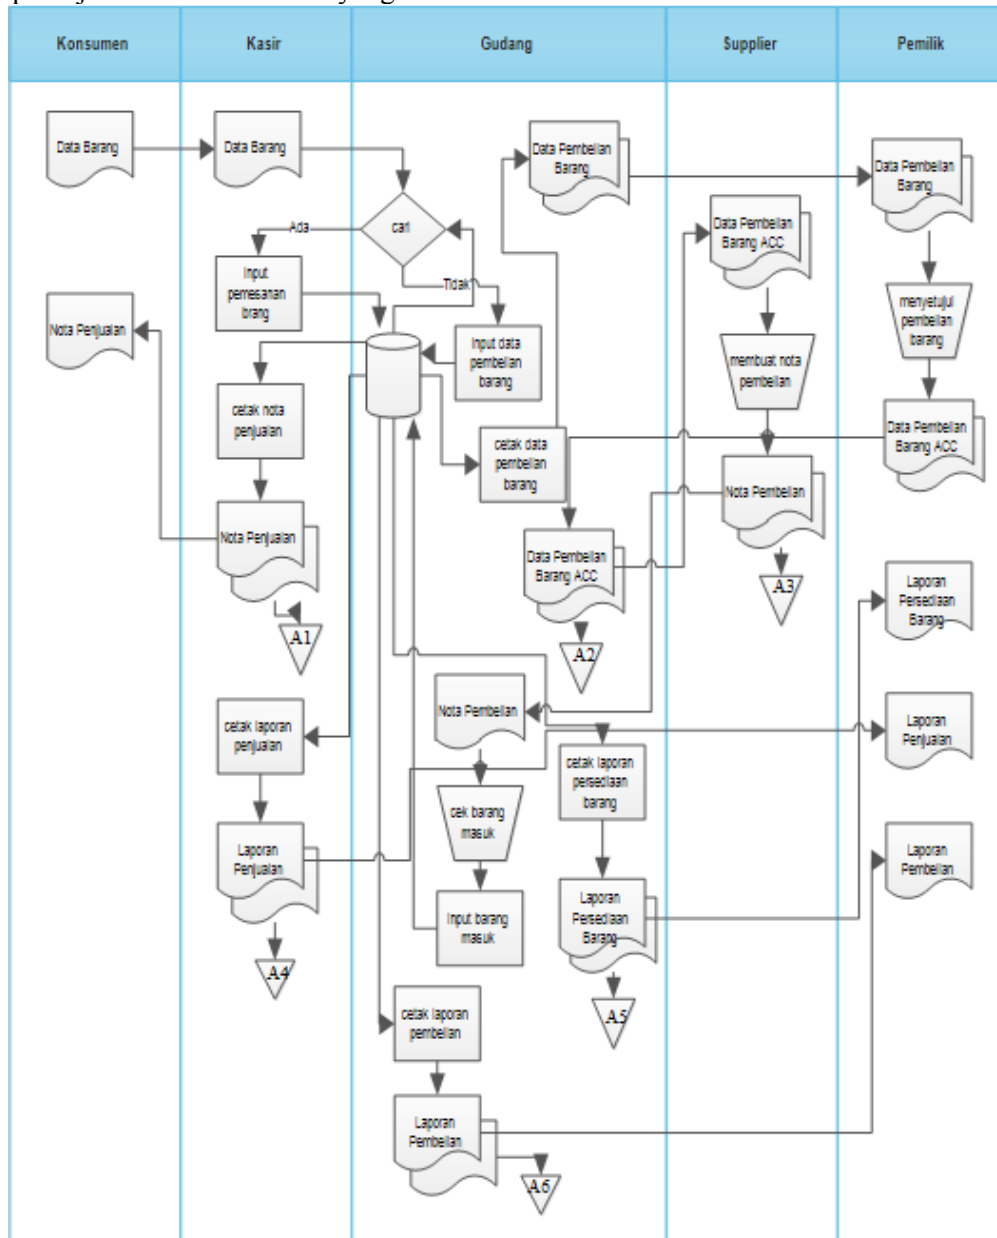 Konsumen
Kasir
Gudang
Supplier
Pemilik
Data Barang
Data Barang
Data Pembelian
Barang
Data Pembelian
Barang
cari
Ada
Tidak
Data Pembelian
Barang ACC
Input
pemesanan
brang
Nota Penjualan
Input data
pembelian
barang
membuat nota
pembelian
menyetujui
pembelian
barang
cetak nota
penjualan
cetak data
pembelian
barang
Data Pembelian
Barang ACC
Nota Penjualan
Nota Pembelian
Data Pembelian
Barang ACC
A1
A2
A3
Laporan
Persediaan
Barang
Nota Pembelian
cetak laporan
penjualan
cetak laporan
persediaan
barang
Laporan
Penjualan
cek barang
masuk
Laporan
Penjualan
Laporan
Pembelian
Input barang
masuk
Laporan
Persediaan
Barang
A4
A5
cetak laporan
pembelian
Laporan
Pembelian
A6